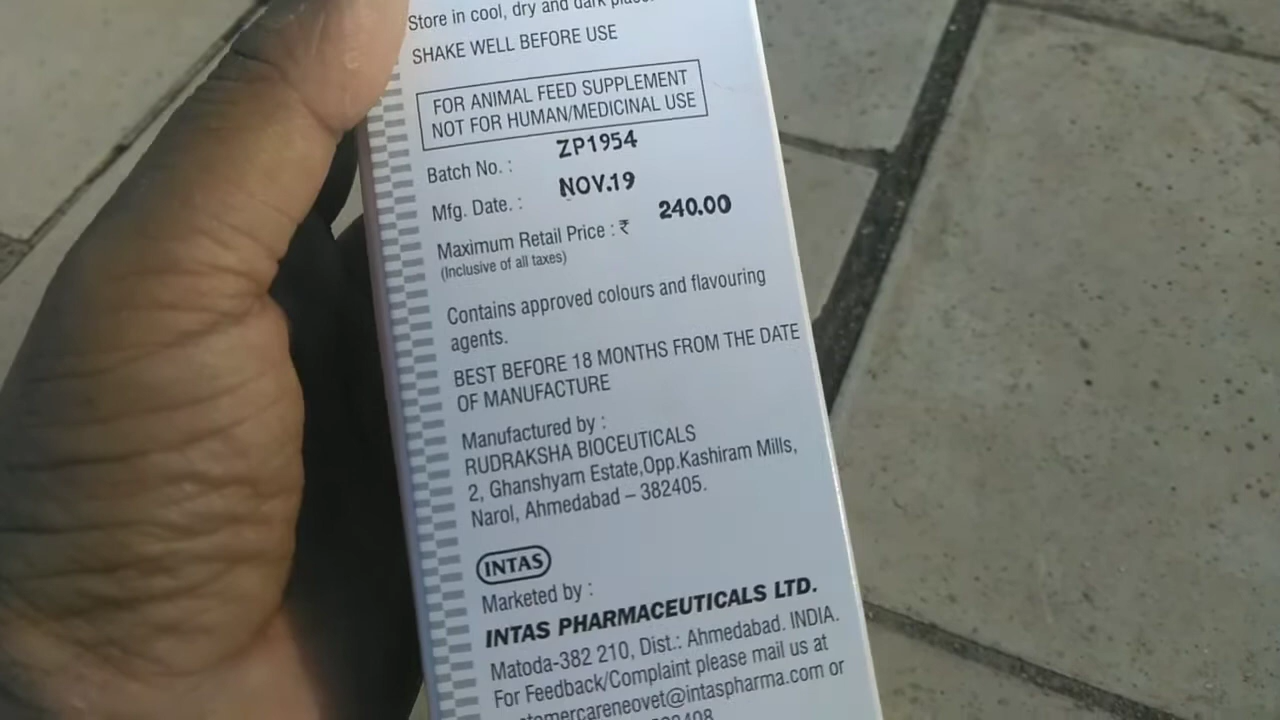 Store in cool, dry and dark place.
SHAKE WELL BEFORE USE
FOR ANIMAL FEED SUPPLEMENT
NOT FOR HUMAN/MEDICINAL USE
Batch No. : ZP1954
Mfg. Date. : NOV.19
Maximum Retail Price : ₹ 240.00
(Inclusive of all taxes)
Contains approved colours and flavouring
agents.
BEST BEFORE 18 MONTHS FROM THE DATE
OF MANUFACTURE
Manufactured by :
RUDRAKSHA BIOCEUTICALS
2, Ghanshyam Estate,Opp.Kashiram Mills,
Narol, Ahmedabad – 382405.
INTAS
Marketed by :
INTAS PHARMACEUTICALS LTD.
Matoda-382 210, Dist.: Ahmedabad. INDIA.
For Feedback/Complaint please mail us at
tomercareneovet@intaspharma.com or